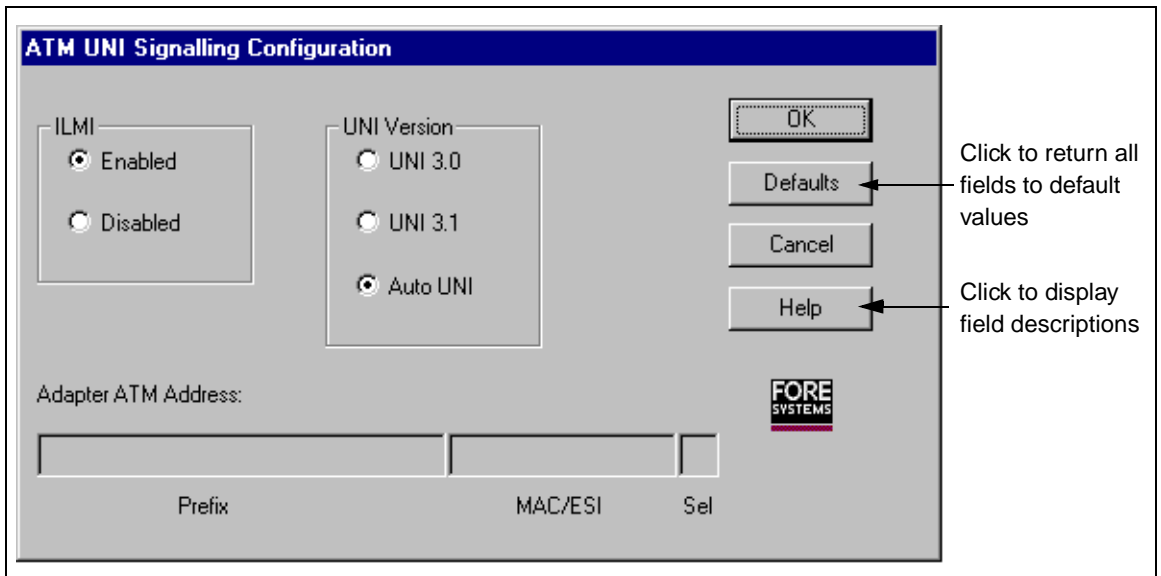 ATM UNI Signalling Configuration
ILMI
Enabled
Disabled
UNI Version
UNI 3.0
UNI 3.1
Auto UNI
OK
Defaults
Cancel
Help
Click to return all
fields to default
values
Click to display
field descriptions
Adapter ATM Address:
FORE
SYSTEMS
Prefix
MAC/ESI
Sel